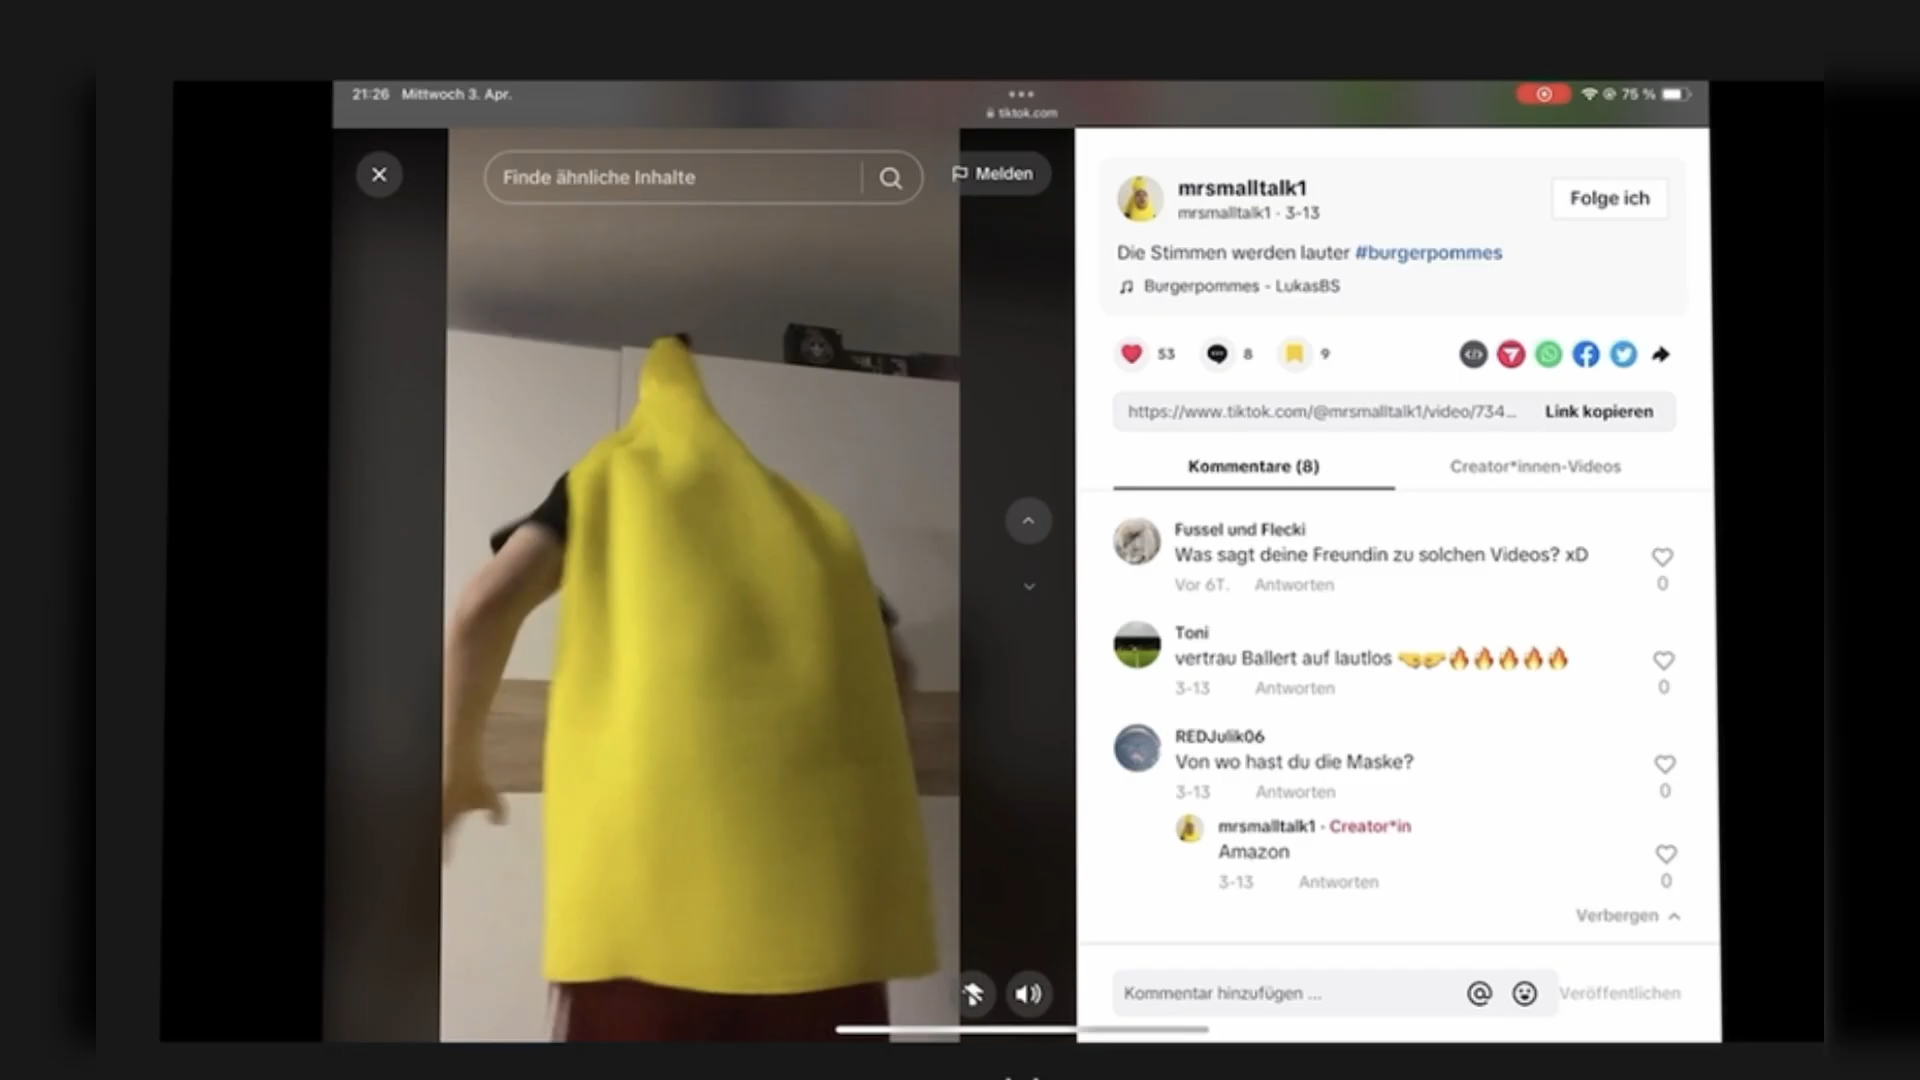 21:26 Mittwoch 3. Apr.
tiktok.com
75 %
Finde ähnliche Inhalte
Melden
mrsmalltalk1
mrsmalltalk1 · 3-13
Folge ich
Die Stimmen werden lauter #burgerpommes
Burgerpommes - LukasBS
53
8
9
https://www.tiktok.com/@mrsmalltalk1/video/734...
Link kopieren
Kommentare (8)
Creator*innen-Videos
Fussel und Flecki
Was sagt deine Freundin zu solchen Videos? xD
Vor 6T. Antworten
0
Toni
vertrau Ballert auf lautlos 🤜🤛🔥🔥🔥🔥🔥
3-13 Antworten
0
REDJulik06
Von wo hast du die Maske?
3-13 Antworten
0
mrsmalltalk1 · Creator*in
Amazon
3-13 Antworten
0
Verbergen
Kommentar hinzufügen ...
Veröffentlichen